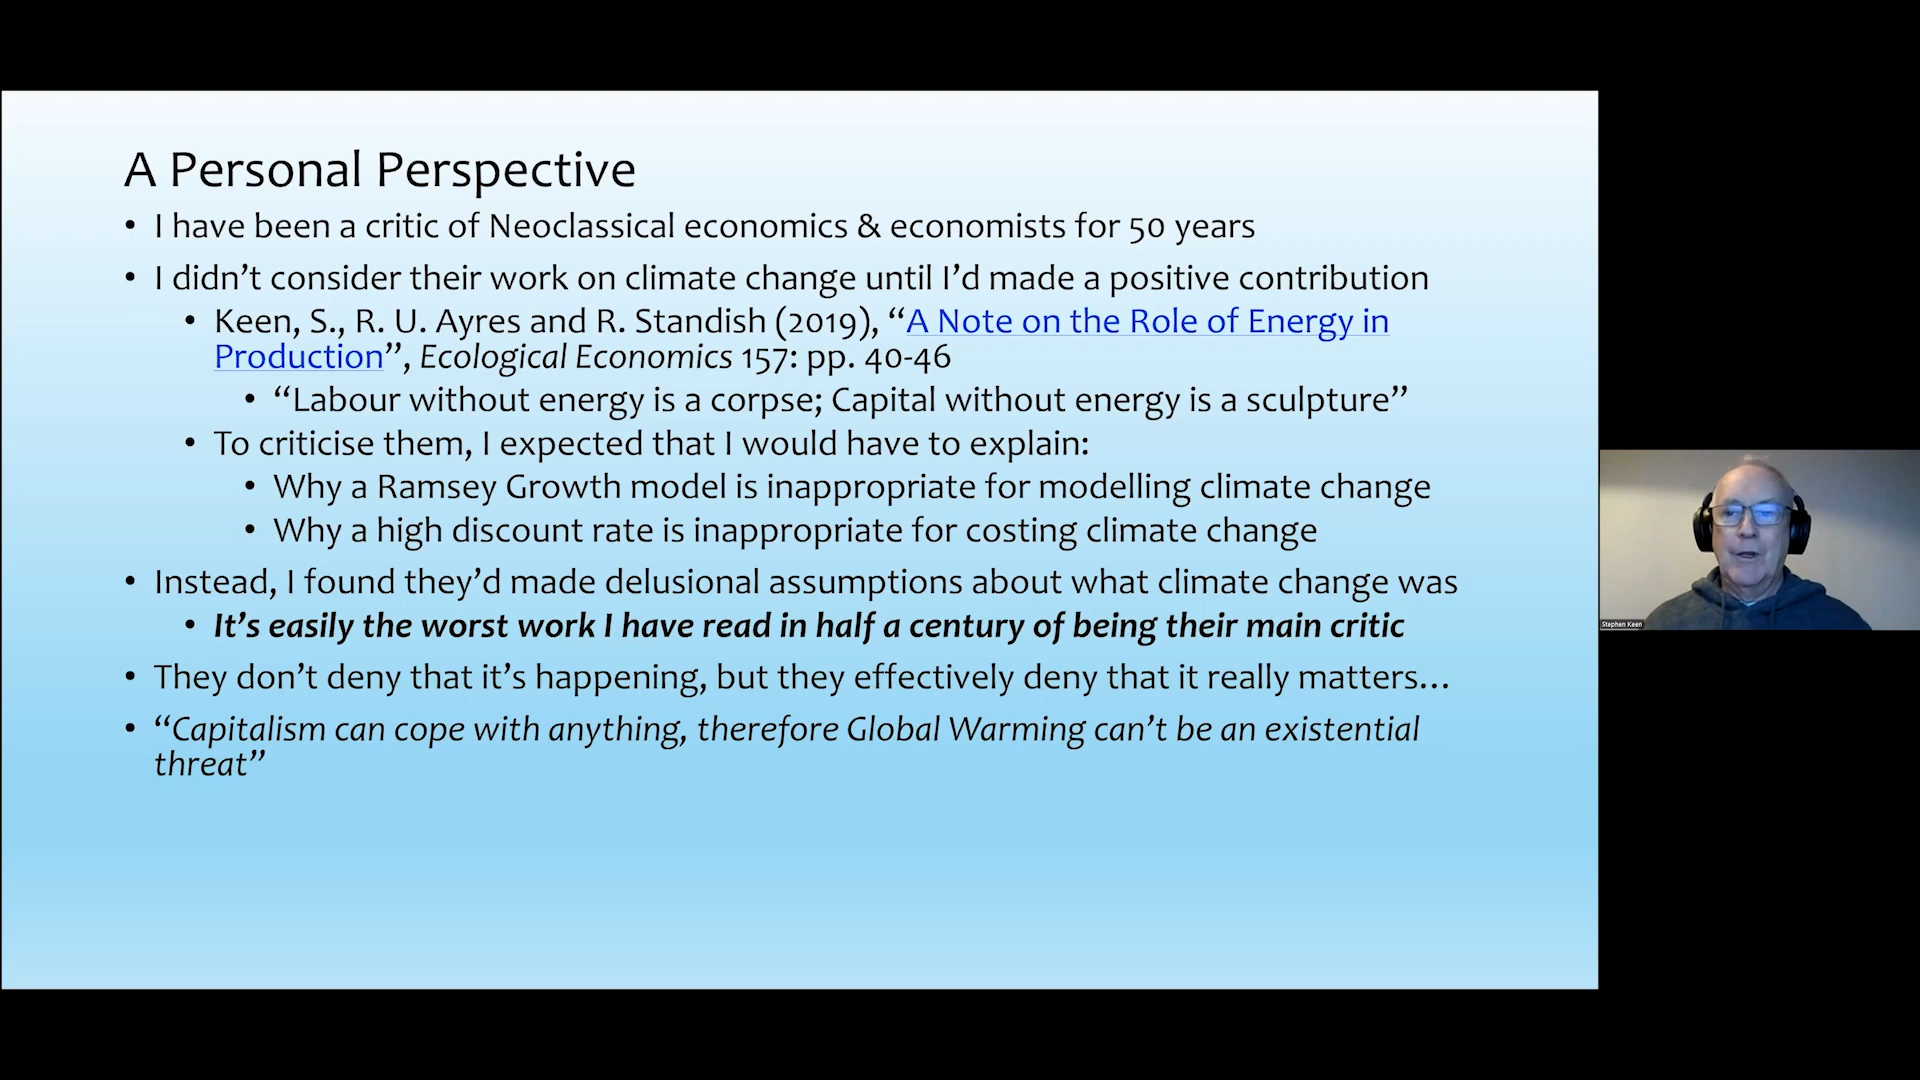 A Personal Perspective
• I have been a critic of Neoclassical economics & economists for 50 years
• I didn’t consider their work on climate change until I’d made a positive contribution
• Keen, S., R. U. Ayres and R. Standish (2019), “A Note on the Role of Energy in
Production”, Ecological Economics 157: pp. 40-46
• “Labour without energy is a corpse; Capital without energy is a sculpture”
• To criticise them, I expected that I would have to explain:
• Why a Ramsey Growth model is inappropriate for modelling climate change
• Why a high discount rate is inappropriate for costing climate change
• Instead, I found they’d made delusional assumptions about what climate change was
• It’s easily the worst work I have read in half a century of being their main critic
• They don’t deny that it’s happening, but they effectively deny that it really matters…
• “Capitalism can cope with anything, therefore Global Warming can’t be an existential
threat”
Stephen Keen